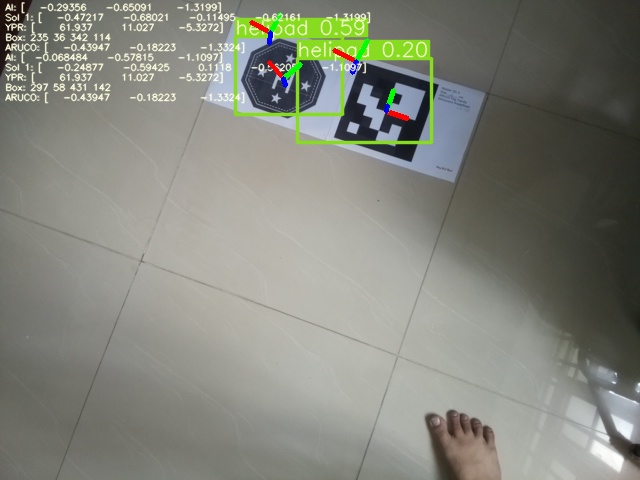 AI: [ -0.29356 -0.65091 -1.3199]
Sol 1: [ -0.47217 -0.68021 -0.11495 -0.62161 -1.3199]
YPR: [ 61.937 11.027 -5.3272]
Box: 235 36 342 114
ARUCO: [ -0.43947 -0.18223 -1.3324]
AI: [ -0.068484 -0.57815 -1.1097]
Sol 1: [ -0.24877 -0.59425 0.1118 -1.1097]
YPR: [ 61.937 11.027 -5.3272]
Box: 297 58 431 142
ARUCO: [ -0.43947 -0.18223 -1.3324]
helipad 0.59
helipad 0.20